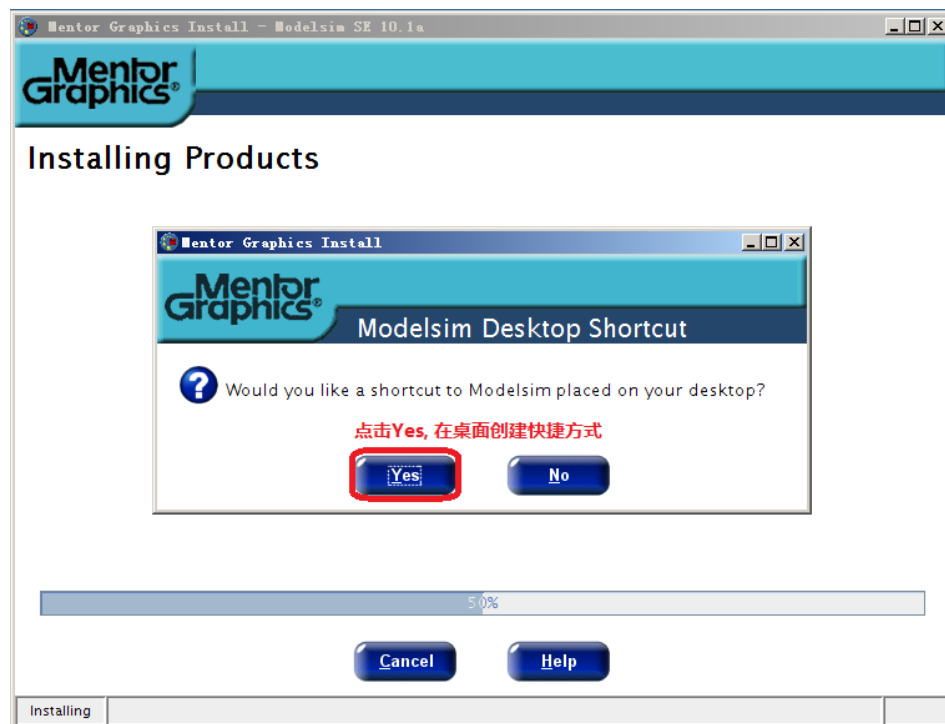 Mentor Graphics Install - Modelsim SE 10.1a
Mentor
Graphics®
Installing Products
Mentor Graphics Install
Mentor
Graphics®
Modelsim Desktop Shortcut
Would you like a shortcut to Modelsim placed on your desktop?
点击Yes, 在桌面创建快捷方式
Yes No
50%
Cancel Help
Installing